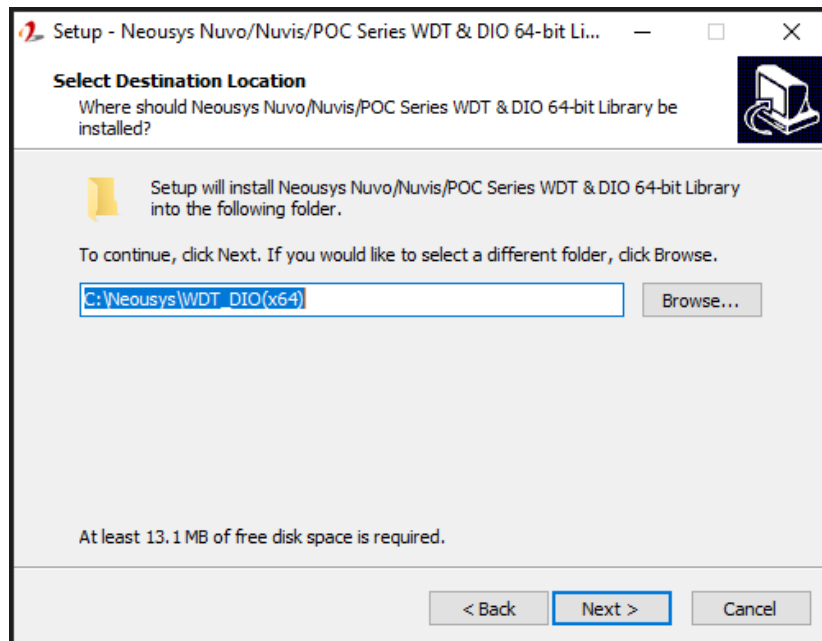 Setup - Neousys Nuvo/Nuvis/POC Series WDT & DIO 64-bit Li...
Select Destination Location
Where should Neousys Nuvo/Nuvis/POC Series WDT & DIO 64-bit Library be
installed?
Setup will install Neousys Nuvo/Nuvis/POC Series WDT & DIO 64-bit Library
into the following folder.
To continue, click Next. If you would like to select a different folder, click Browse.
C:\Neousys\WDT_DIO(x64)
Browse...
At least 13.1 MB of free disk space is required.
< Back
Next >
Cancel